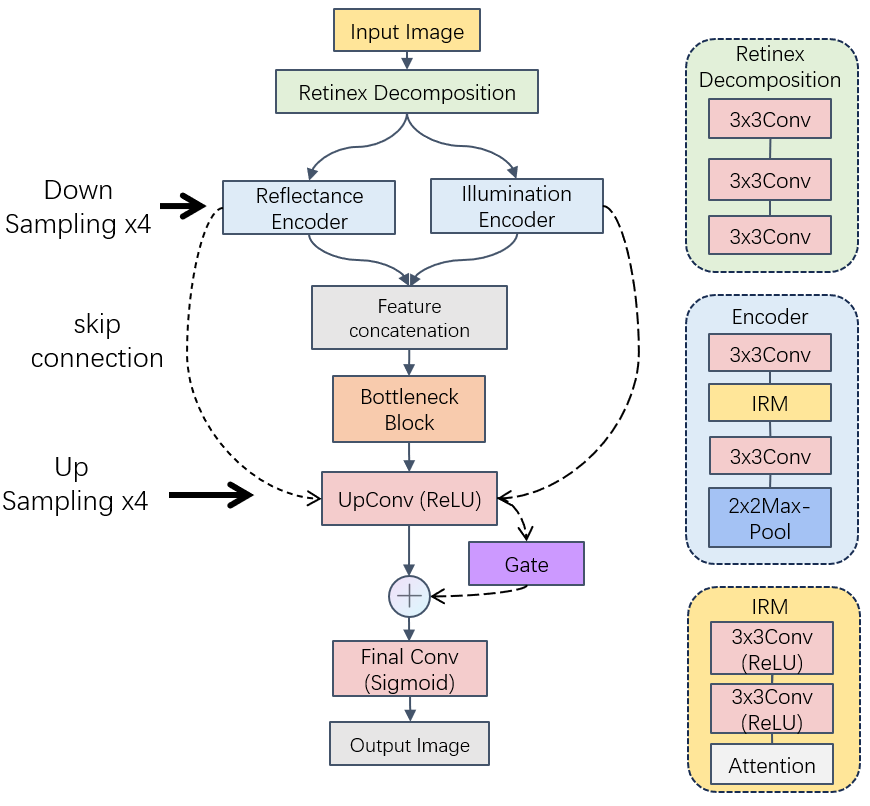 Input Image
Retinex Decomposition
Down
Sampling x4
Reflectance
Encoder
Illumination
Encoder
skip
connection
Feature
concatenation
Bottleneck
Block
Up
Sampling x4
UpConv (ReLU)
Gate
Final Conv
(Sigmoid)
Output Image
Retinex
Decomposition
3x3Conv
3x3Conv
3x3Conv
Encoder
3x3Conv
IRM
3x3Conv
2x2Max-
Pool
IRM
3x3Conv
(ReLU)
3x3Conv
(ReLU)
Attention